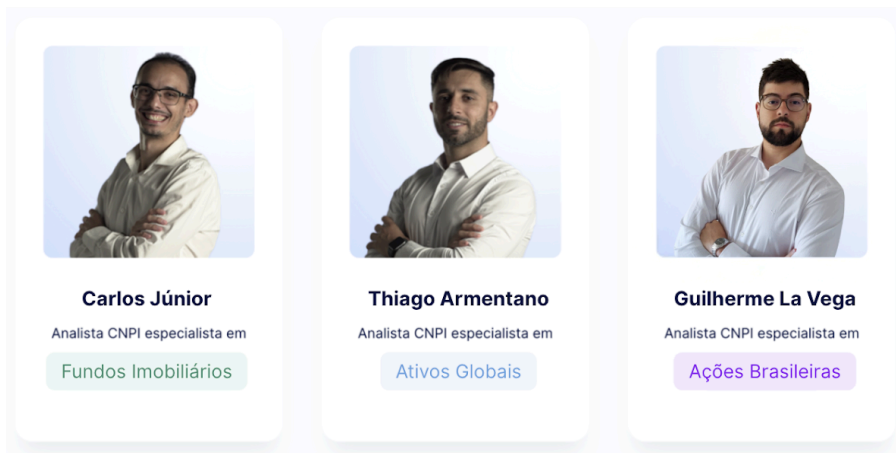 Carlos Júnior
Analista CNPI especialista em
Fundos Imobiliários
Thiago Armentano
Analista CNPI especialista em
Ativos Globais
Guilherme La Vega
Analista CNPI especialista em
Ações Brasileiras